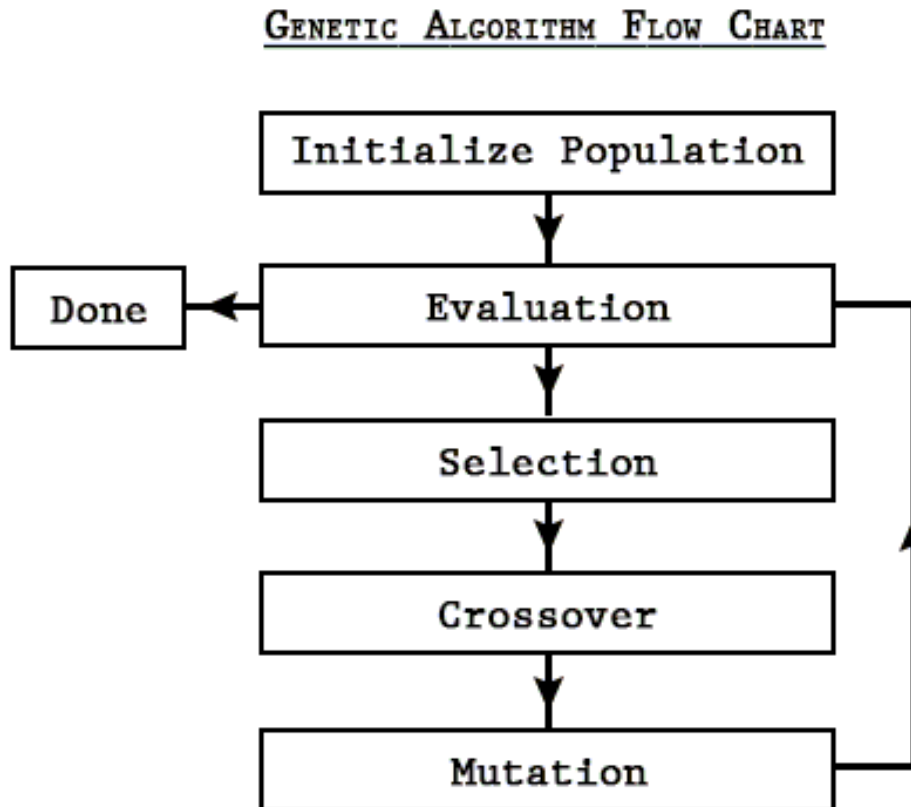 Genetic Algorithm Flow Chart
Initialize Population
Done
Evaluation
Selection
Crossover
Mutation